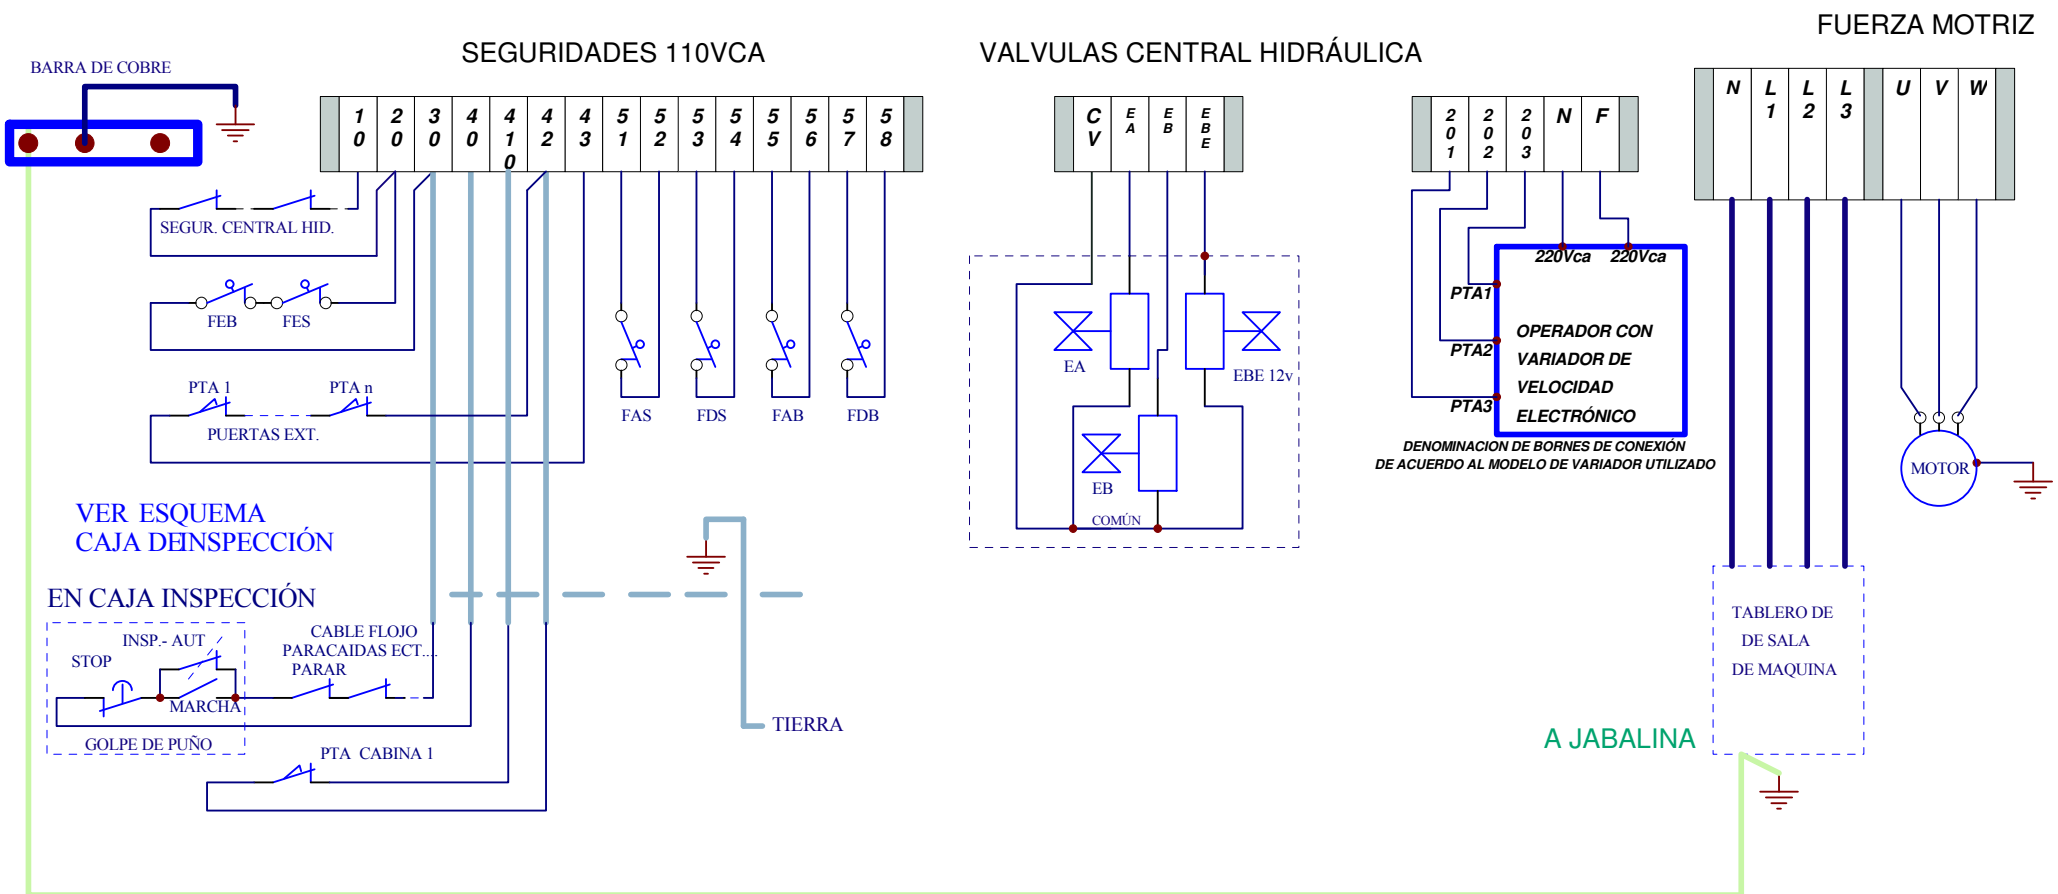 FUERZA MOTRIZ
SEGURIDADES 110VCA
VALVULAS CENTRAL HIDRÁULICA
BARRA DE COBRE
10 20 30 40 410 42 43 51 52 53 54 55 56 57 58
CV EA EB EBE
201 202 203 N F
N L1 L2 L3 U V W
SEGUR. CENTRAL HID.
220Vca 220Vca
PTA1
FEB FES
OPERADOR CON
PTA2
VARIADOR DE
EA
EBE 12v
VELOCIDAD
PTA3
ELECTRÓNICO
PTA 1 PTA n
FAS FDS FAB FDB
PUERTAS EXT.
DENOMINACION DE BORNES DE CONEXIÓN
DE ACUERDO AL MODELO DE VARIADOR UTILIZADO
MOTOR
EB
COMÚN
VER ESQUEMA
CAJA DEINSPECCIÓN
EN CAJA INSPECCIÓN
TABLERO DE
DE SALA
DE MAQUINA
INSP.- AUT
CABLE FLOJO
PARACAIDAS ECT....
PARAR
STOP
MARCHA
GOLPE DE PUÑO
TIERRA
A JABALINA
PTA CABINA 1